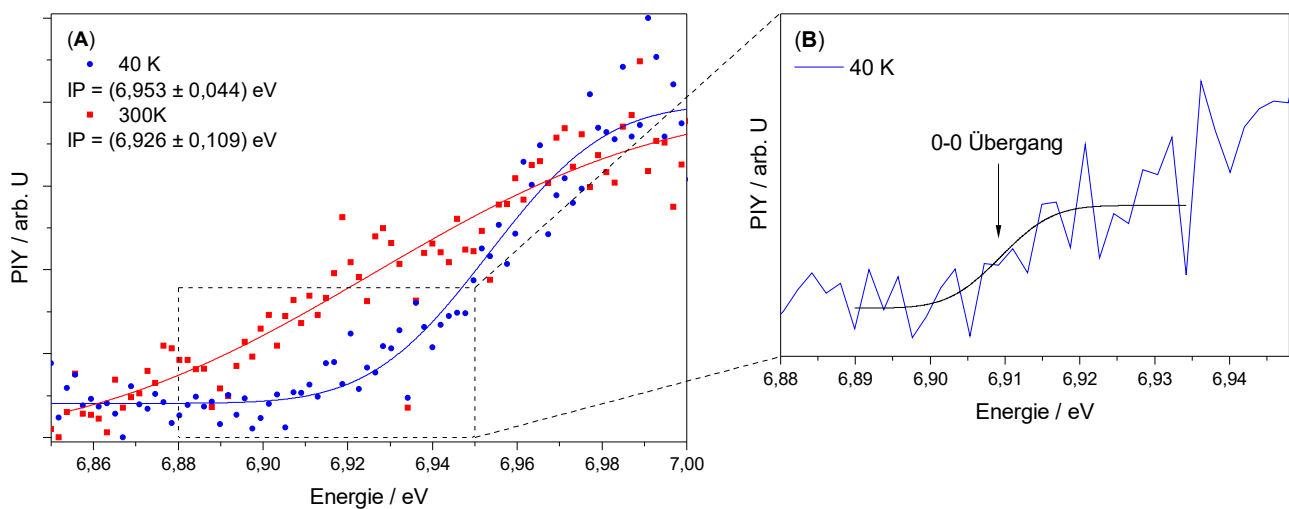 (A)
40 K
IP = (6,953 ± 0,044) eV
300K
IP = (6,926 ± 0,109) eV
PIY / arb. U
6,86 6,88 6,90 6,92 6,94 6,96 6,98 7,00
Energie / eV
(B)
40 K
0-0 Übergang
PIY / arb. U
6,88 6,89 6,90 6,91 6,92 6,93 6,94
Energie / eV